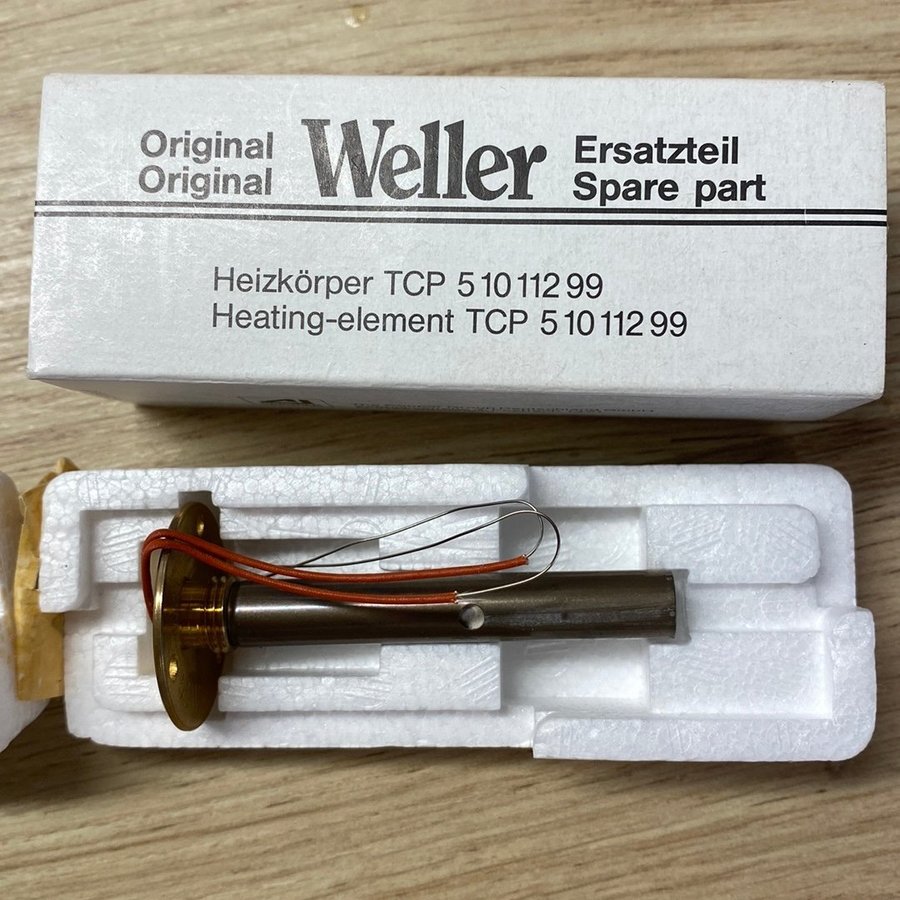 Original Weller Ersatzteil
Original Spare part
Heizkörper TCP 5 10 112 99
Heating-element TCP 5 10 112 99